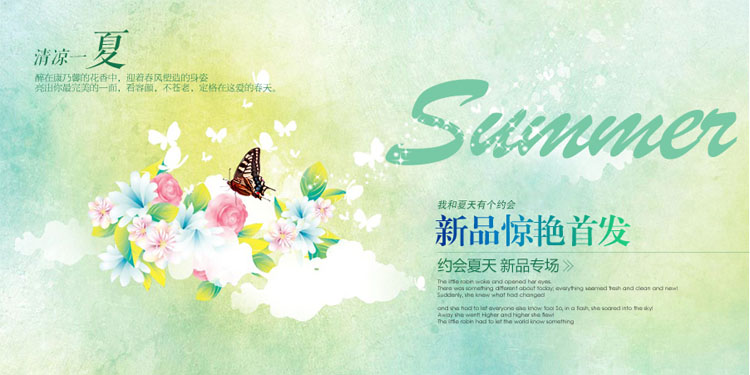 清凉一夏
醉在面乃馨的花香中，迎着春风塑造的身姿
亮出你最完美的一面，看容颜，不苍老，定格在这爱的春天。
Summer
我和夏天有个约会
新品惊艳首发
约会夏天 新品专场
The little robin woke and opened her eyes.
There was something different about today; everything seemed fresh and clean and new!
Suddenly, she knew what had changed
and she had to let everyone else know too! So, in a flash, she soared into the sky!
Away she went! Higher and higher she flew!
The little robin had to let the world know something